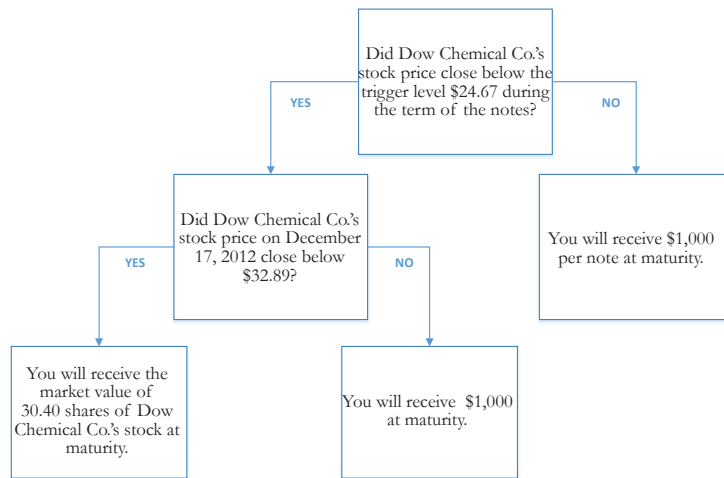 Did Dow Chemical Co.'s
stock price close below the
trigger level $24.67 during
the term of the notes?
YES
NO
Did Dow Chemical Co.'s
stock price on December
17, 2012 close below
$32.89?
You will receive $1,000
per note at maturity.
YES
NO
You will receive the
market value of
30.40 shares of Dow
Chemical Co.'s stock at
maturity.
You will receive $1,000
at maturity.